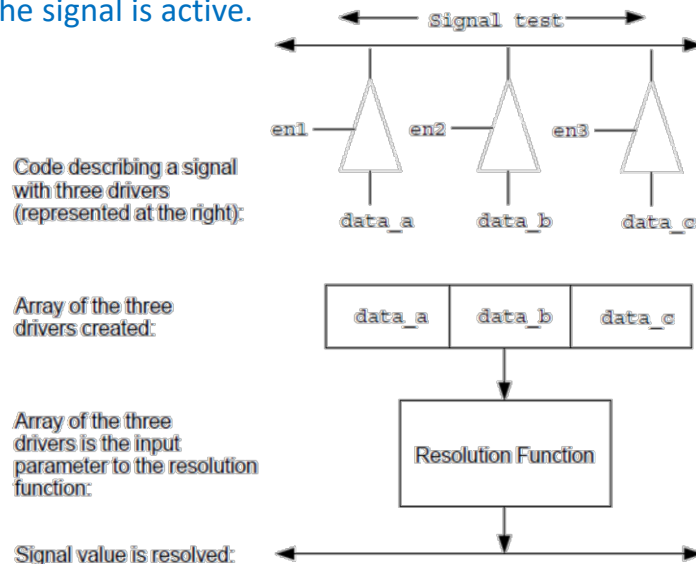 he signal is active.
Signal test
en1
en2
en3
Code describing a signal
with three drivers
(represented at the right):
data_a
data_b
data_c
Array of the three
drivers created:
data_a
data_b
data_c
Array of the three
drivers is the input
parameter to the resolution
function:
Resolution Function
Signal value is resolved: